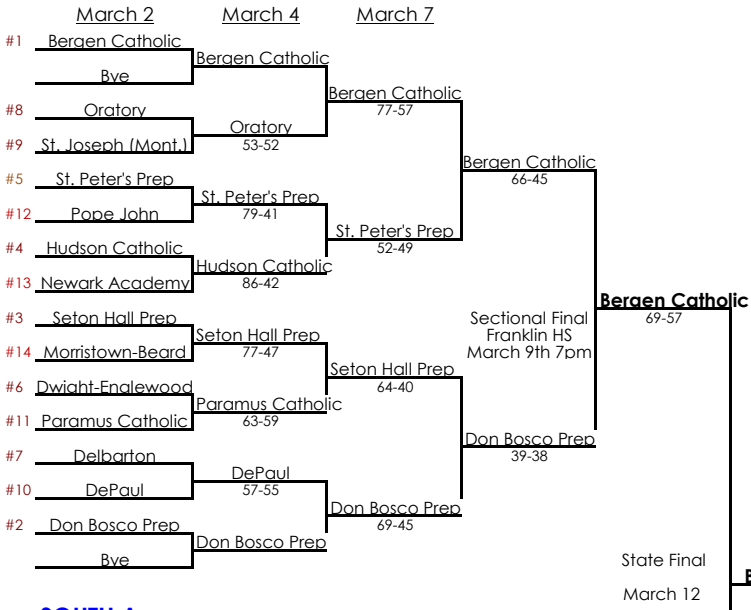 March 2
March 4
March 7
#1
Bergen Catholic
Bye
Bergen Catholic
#8
Oratory
#9
St. Joseph (Mont.)
Oratory
53-52
Bergen Catholic
77-57
#5
St. Peter's Prep
#12
Pope John
St. Peter's Prep
79-41
#4
Hudson Catholic
#13
Newark Academy
Hudson Catholic
86-42
St. Peter's Prep
52-49
Bergen Catholic
66-45
#3
Seton Hall Prep
#14
Morristown-Beard
Seton Hall Prep
77-47
#6
Dwight-Englewood
#11
Paramus Catholic
Paramus Catholic
63-59
Seton Hall Prep
64-40
#7
Delbarton
#10
DePaul
DePaul
57-55
#2
Don Bosco Prep
Bye
Don Bosco Prep
Don Bosco Prep
69-45
Don Bosco Prep
39-38
Sectional Final
Franklin HS
March 9th 7pm
Bergen Catholic
69-57
State Final
March 12